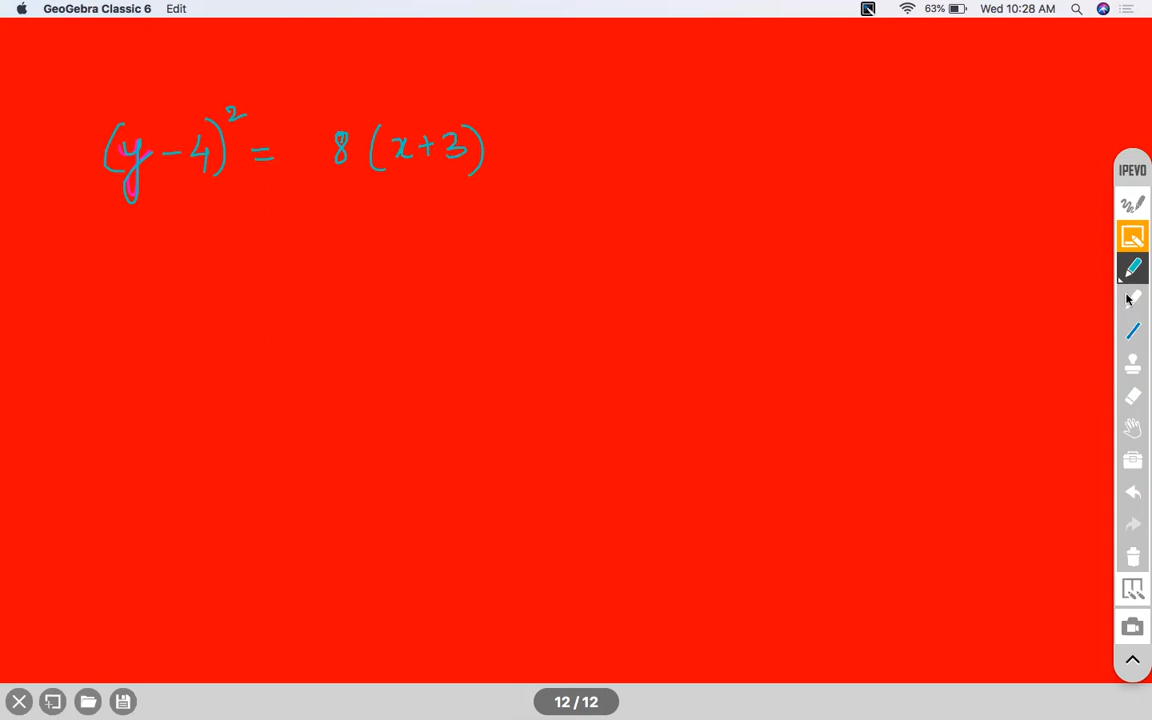 GeoGebra Classic 6 Edit 63% Wed 10:28 AM
(y-4)² = 8(x+3)
IPEVO
12/12